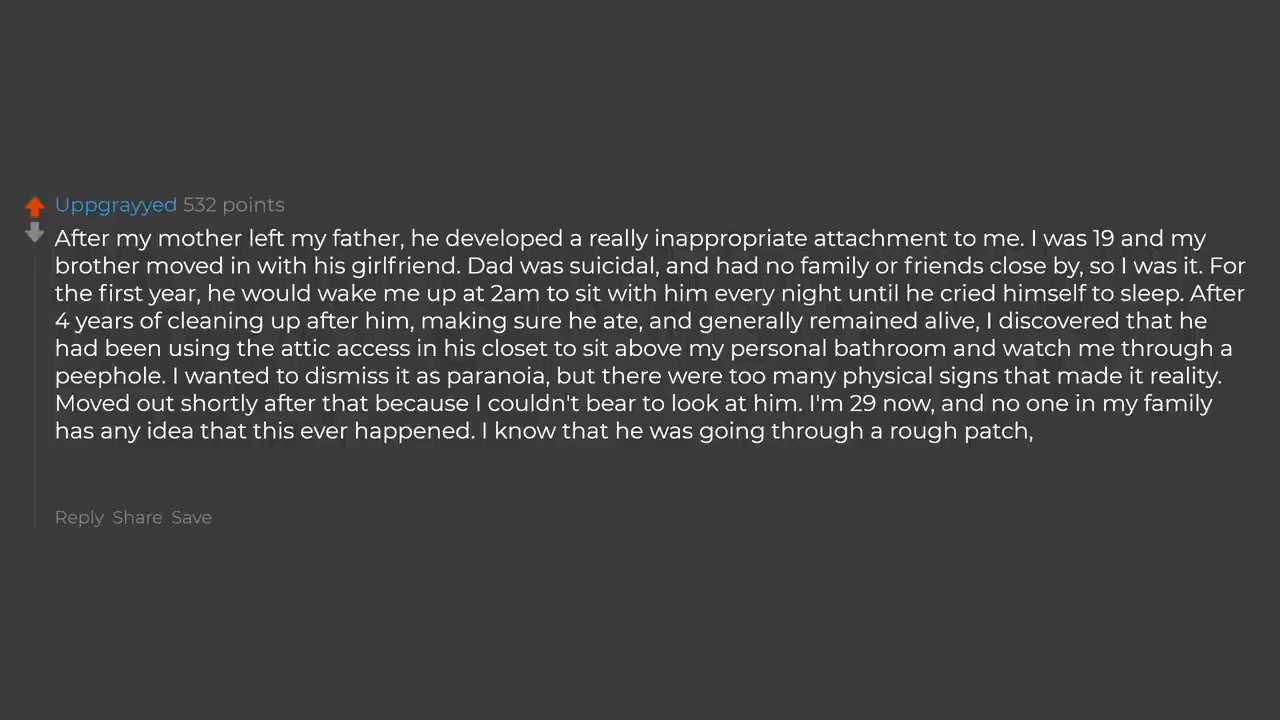 Uppgrayyed 532 points
After my mother left my father, he developed a really inappropriate attachment to me. I was 19 and my
brother moved in with his girlfriend. Dad was suicidal, and had no family or friends close by, so I was it. For
the first year, he would wake me up at 2am to sit with him every night until he cried himself to sleep. After
4 years of cleaning up after him, making sure he ate, and generally remained alive, I discovered that he
had been using the attic access in his closet to sit above my personal bathroom and watch me through a
peephole. I wanted to dismiss it as paranoia, but there were too many physical signs that made it reality.
Moved out shortly after that because I couldn't bear to look at him. I'm 29 now, and no one in my family
has any idea that this ever happened. I know that he was going through a rough patch,
Reply Share Save